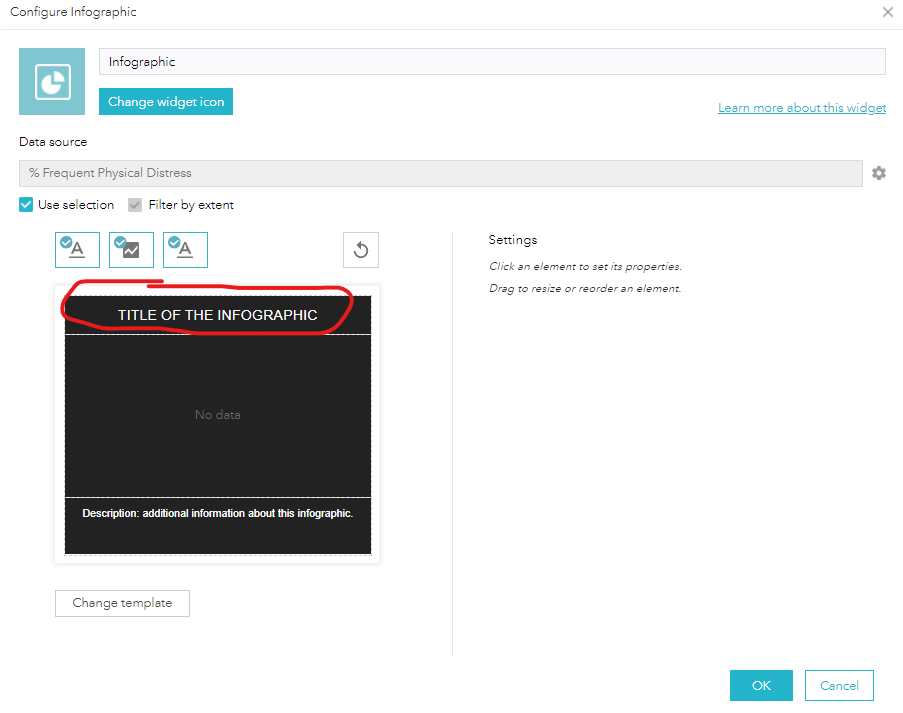 Configure Infographic
Infographic
Change widget icon
Learn more about this widget
Data source
% Frequent Physical Distress
Use selection Filter by extent
A A
Settings
Click an element to set its properties.
Drag to resize or reorder an element.
TITLE OF THE INFOGRAPHIC
No data
Description: additional information about this infographic.
Change template
OK Cancel